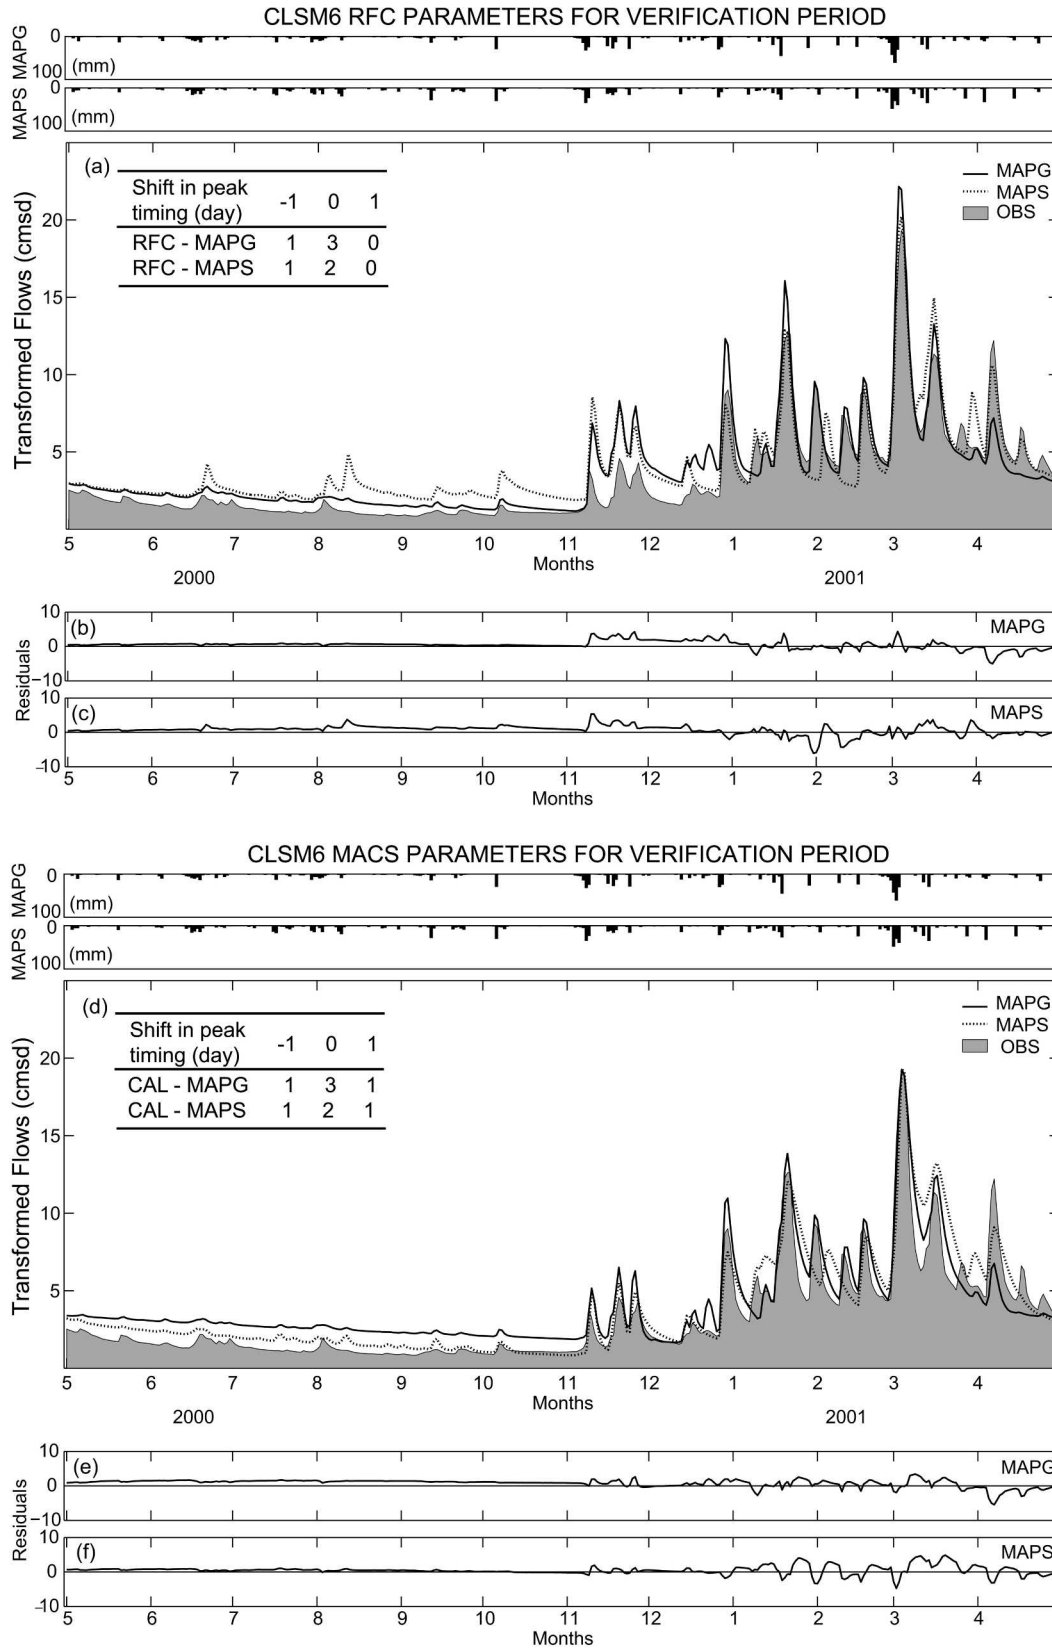 CLSM6 RFC PARAMETERS FOR VERIFICATION PERIOD
MAPG 0 100 (mm)
MAPS 0 100 (mm)
(a)
Shift in peak timing (day) -1 0 1
RFC - MAPG 1 3 0
RFC - MAPS 1 2 0
MAPG
MAPS
OBS
Transformed Flows (cmsd)
20
15
10
5
5 6 7 8 9 10 11 12 1 2 3 4
Months
2000 2001
Residuals
10 (b) MAPG
0
−10
10 (c) MAPS
0
−10
5 6 7 8 9 10 11 12 1 2 3 4
Months
CLSM6 MACS PARAMETERS FOR VERIFICATION PERIOD
MAPG 0 100 (mm)
MAPS 0 100 (mm)
(d)
Shift in peak timing (day) -1 0 1
CAL - MAPG 1 3 1
CAL - MAPS 1 2 1
MAPG
MAPS
OBS
Transformed Flows (cmsd)
20
15
10
5
5 6 7 8 9 10 11 12 1 2 3 4
Months
2000 2001
Residuals
10 (e) MAPG
0
−10
10 (f) MAPS
0
−10
5 6 7 8 9 10 11 12 1 2 3 4
Months